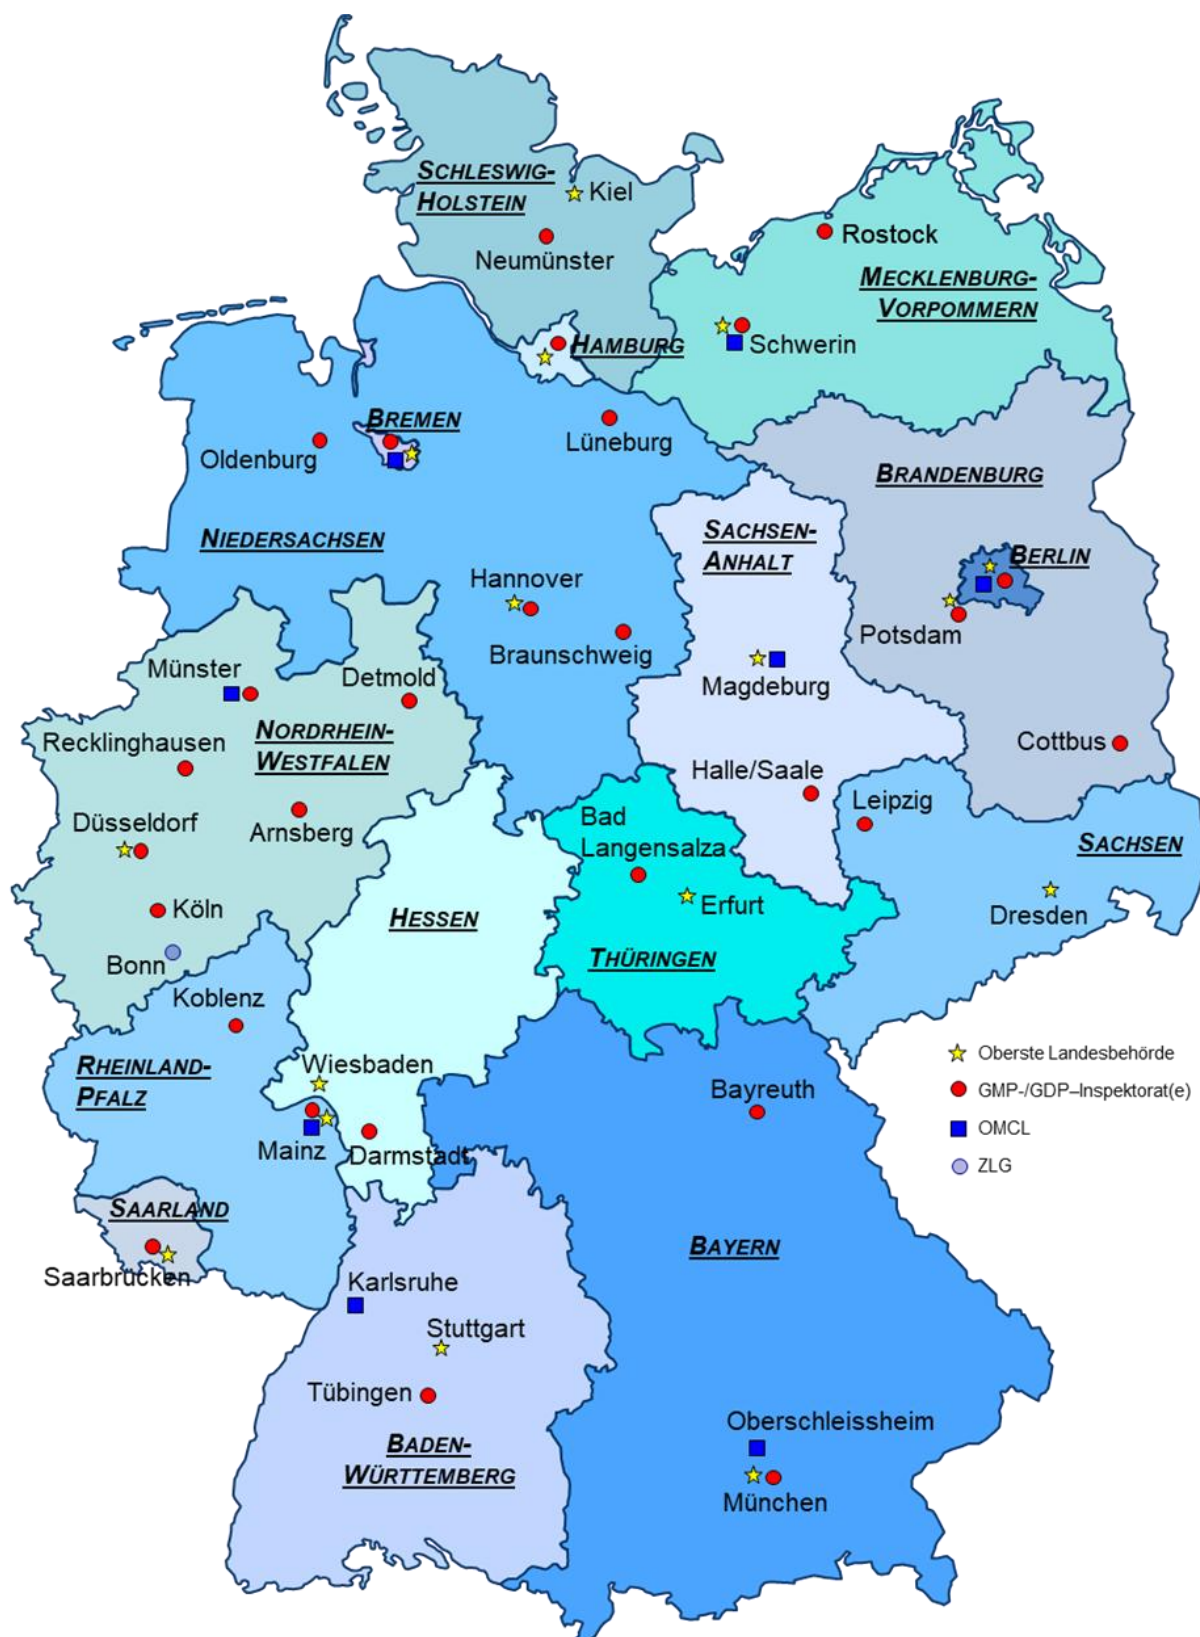 SCHLESWIG-
HOLSTEIN
Kiel
Neumünster
Rostock
MECKLENBURG-
VORPOMMERN
HAMBURG
Schwerin
BREMEN
Oldenburg
Lüneburg
BRANDENBURG
NIEDERSACHSEN
SACHSEN-
ANHALT
BERLIN
Hannover
Potsdam
Braunschweig
Münster
Detmold
Magdeburg
NORDRHEIN-
WESTFALEN
Recklinghausen
Cottbus
Halle/Saale
Leipzig
Düsseldorf
Arnsberg
Bad
Langensalza
SACHSEN
Köln
HESSEN
Erfurt
Dresden
Bonn
THÜRINGEN
Koblenz
RHEINLAND-
PFALZ
Wiesbaden
Oberste Landesbehörde
Bayreuth
GMP-/GDP–Inspektorat(e)
Mainz
Darmstadt
OMCL
ZLG
SAARLAND
BAYERN
Saarbrücken
Karlsruhe
Stuttgart
Tübingen
Oberschleissheim
BADEN-
WÜRTTEMBERG
München